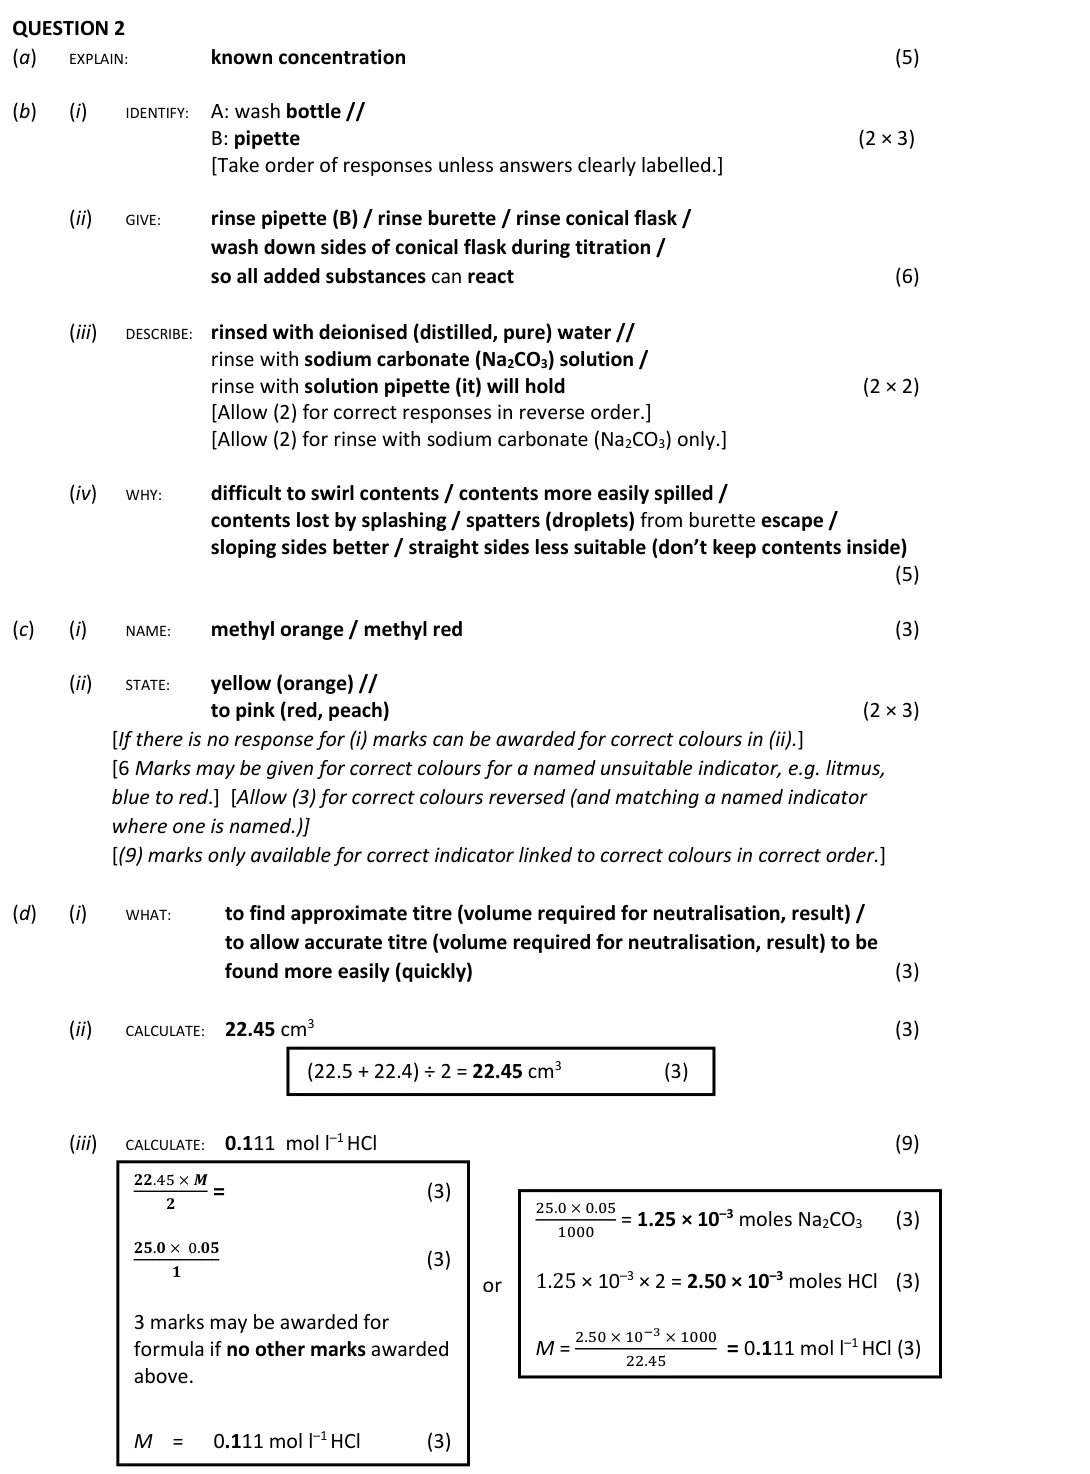 QUESTION 2
(a) EXPLAIN: known concentration (5)
(b) (i) IDENTIFY: A: wash bottle //
B: pipette (2 × 3)
[Take order of responses unless answers clearly labelled.]
(ii) GIVE: rinse pipette (B) / rinse burette / rinse conical flask /
wash down sides of conical flask during titration /
so all added substances can react (6)
(iii) DESCRIBE: rinsed with deionised (distilled, pure) water //
rinse with sodium carbonate (Na₂CO₃) solution /
rinse with solution pipette (it) will hold (2 × 2)
[Allow (2) for correct responses in reverse order.]
[Allow (2) for rinse with sodium carbonate (Na₂CO₃) only.]
(iv) WHY: difficult to swirl contents / contents more easily spilled /
contents lost by splashing / spatters (droplets) from burette escape /
sloping sides better / straight sides less suitable (don’t keep contents inside)
(5)
(c) (i) NAME: methyl orange / methyl red (3)
(ii) STATE: yellow (orange) //
to pink (red, peach) (2 × 3)
[If there is no response for (i) marks can be awarded for correct colours in (ii).]
[6 Marks may be given for correct colours for a named unsuitable indicator, e.g. litmus,
blue to red.] [Allow (3) for correct colours reversed (and matching a named indicator
where one is named.)]
[(9) marks only available for correct indicator linked to correct colours in correct order.]
(d) (i) WHAT: to find approximate titre (volume required for neutralisation, result) /
to allow accurate titre (volume required for neutralisation, result) to be
found more easily (quickly) (3)
(ii) CALCULATE: 22.45 cm³ (3)
(22.5 + 22.4) ÷ 2 = 22.45 cm³ (3)
(iii) CALCULATE: 0.111 mol l⁻¹ HCl (9)
22.45 × M
2
= (3)
25.0 × 0.05
1
(3)
3 marks may be awarded for
formula if no other marks awarded
above.
M = 0.111 mol l⁻¹ HCl (3)
or
25.0 × 0.05
1000
= 1.25 × 10⁻³ moles Na₂CO₃ (3)
1.25 × 10⁻³ × 2 = 2.50 × 10⁻³ moles HCl (3)
M = 2.50 × 10⁻³ × 1000
22.45
= 0.111 mol l⁻¹ HCl (3)